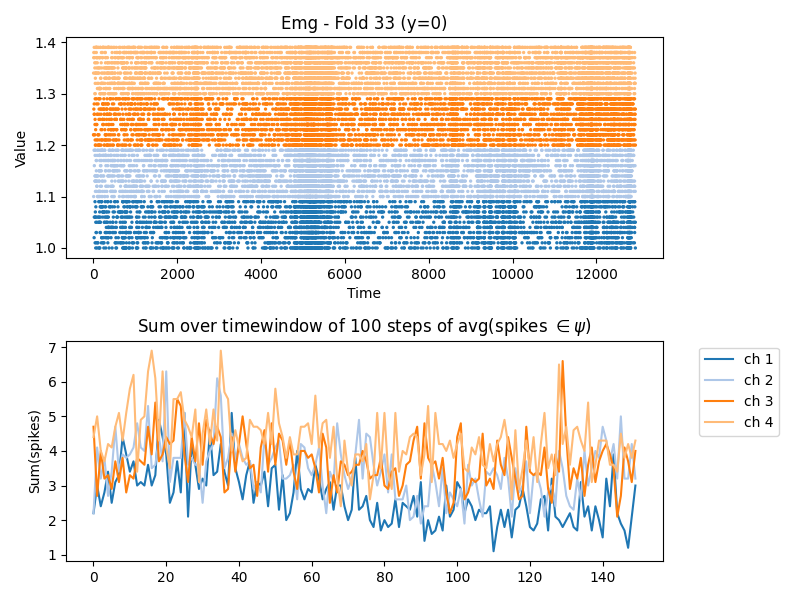 Emg - Fold 33 (y=0)
1.4
1.3
1.2
1.1
1.0
Value
0 2000 4000 6000 8000 10000 12000
Time
Sum over timewindow of 100 steps of avg(spikes ∈ ψ)
7
6
5
4
3
2
1
Sum(spikes)
0 20 40 60 80 100 120 140
ch 1
ch 2
ch 3
ch 4